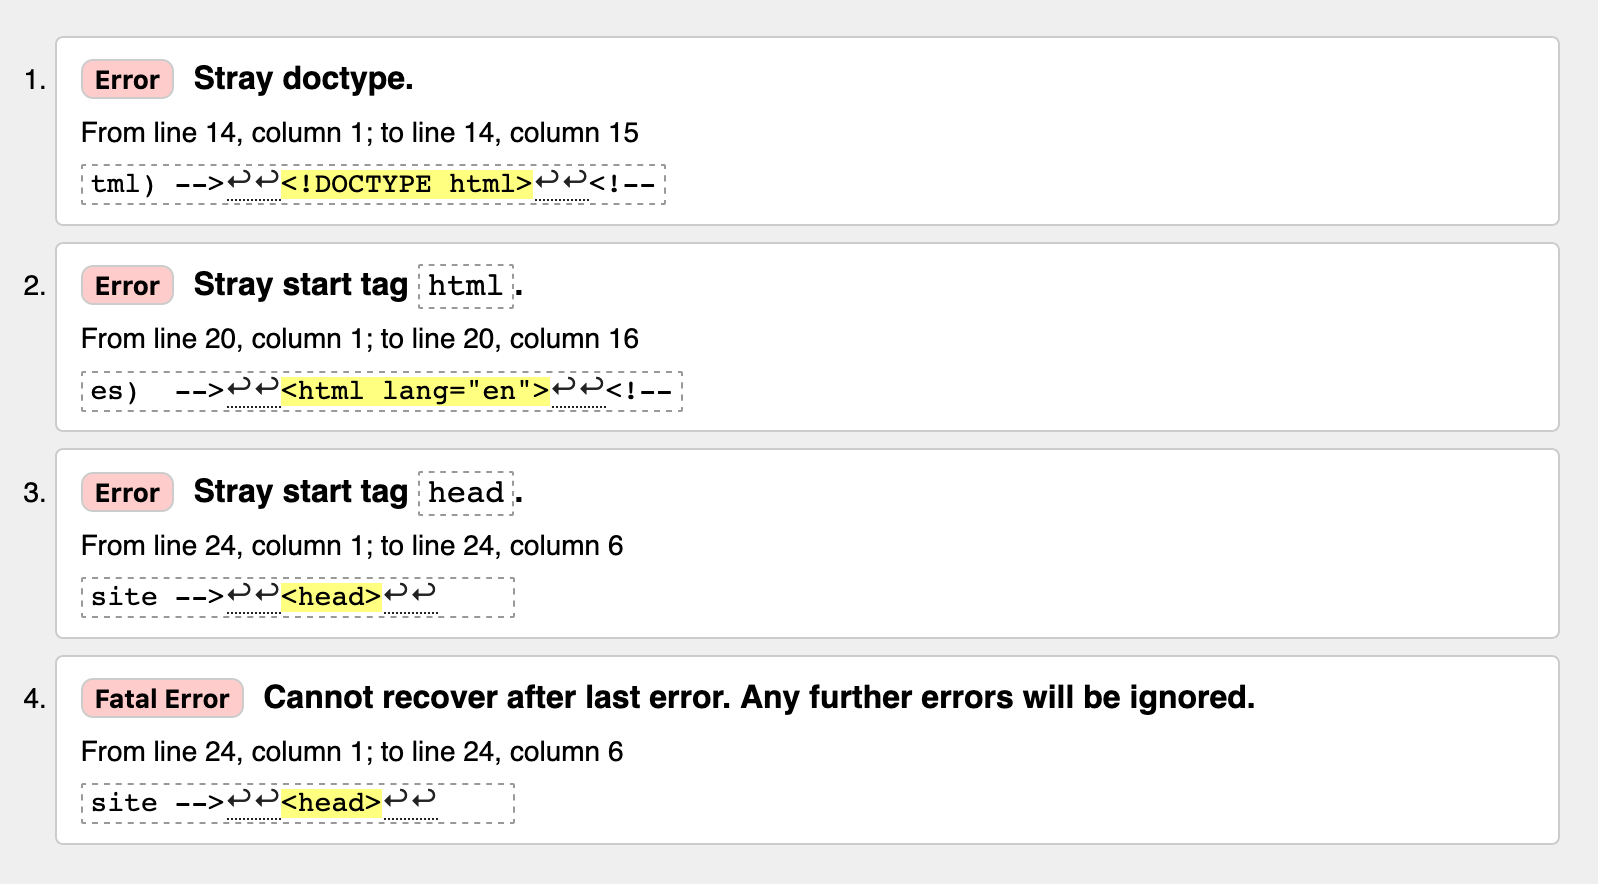 1. Error Stray doctype.
From line 14, column 1; to line 14, column 15
tml) -->↩↩<!DOCTYPE html>↩↩<!--
2. Error Stray start tag html.
From line 20, column 1; to line 20, column 16
es)  -->↩↩<html lang="en">↩↩<!--
3. Error Stray start tag head.
From line 24, column 1; to line 24, column 6
site -->↩↩<head>↩↩
4. Fatal Error Cannot recover after last error. Any further errors will be ignored.
From line 24, column 1; to line 24, column 6
site -->↩↩<head>↩↩